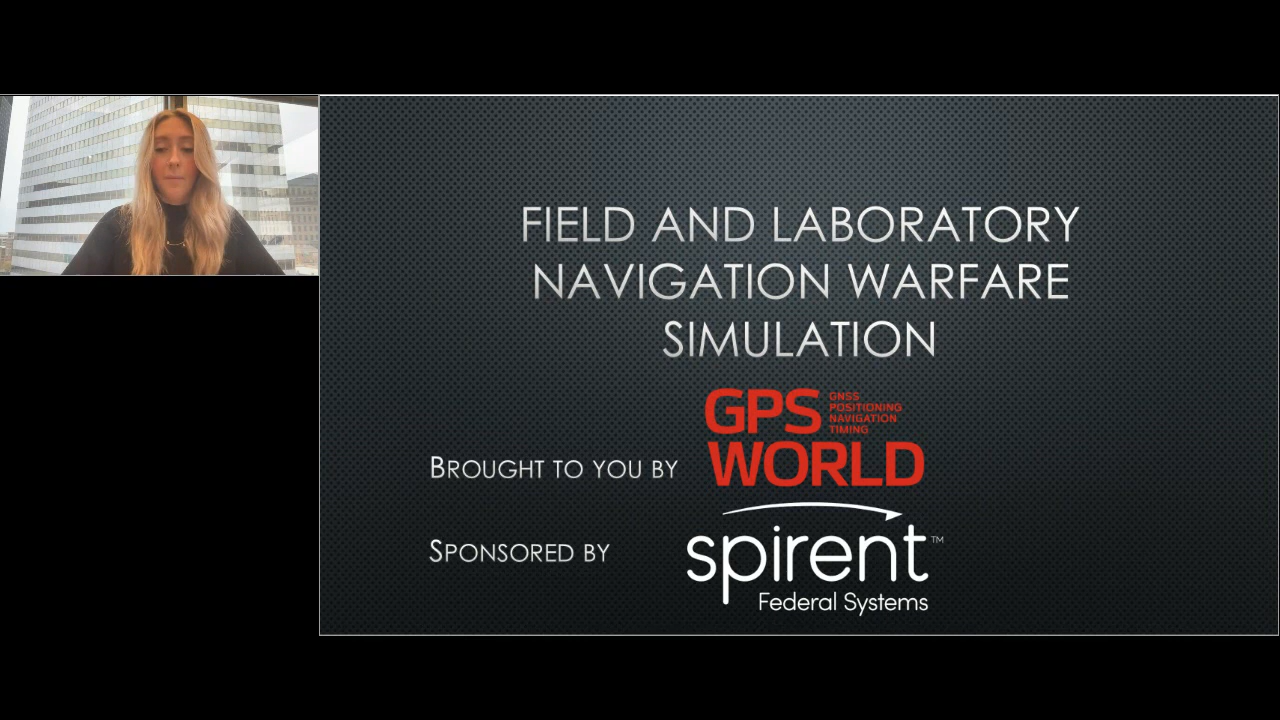 FIELD AND LABORATORY
NAVIGATION WARFARE
SIMULATION
BROUGHT TO YOU BY
GPS WORLD
GNSS
POSITIONING
NAVIGATION
TIMING
SPONSORED BY
spirent™
Federal Systems